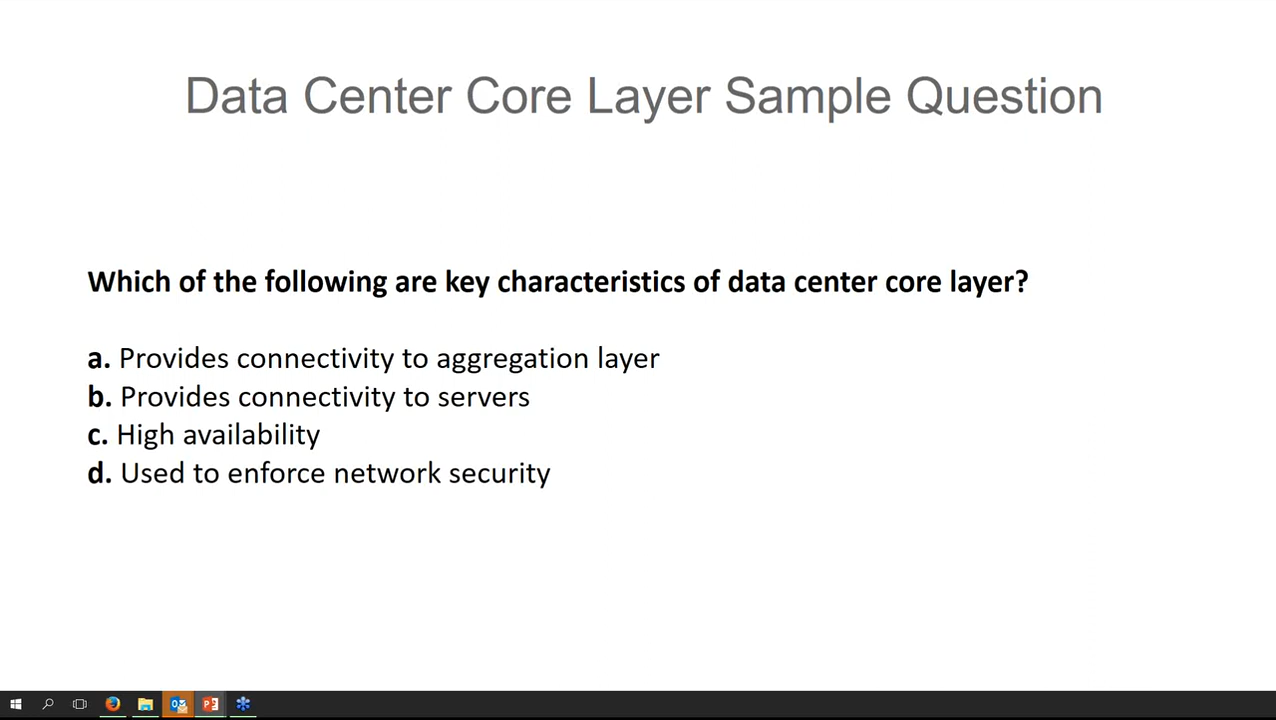 Data Center Core Layer Sample Question
Which of the following are key characteristics of data center core layer?
a. Provides connectivity to aggregation layer
b. Provides connectivity to servers
c. High availability
d. Used to enforce network security